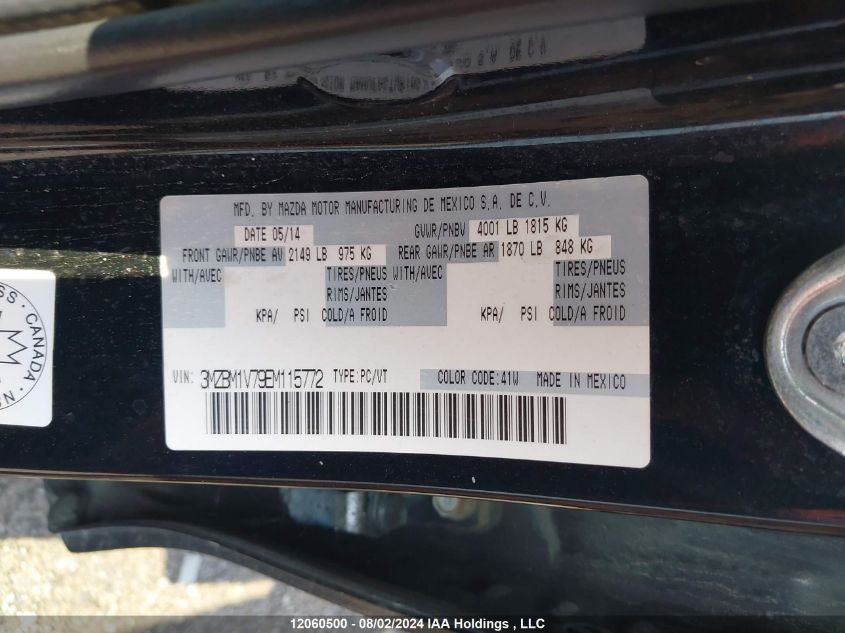 MFD. BY MAZDA MOTOR MANUFACTURING DE MEXICO S.A. DE C.V.
DATE 05/14 GVWR/PNBV 4001 LB 1815 KG
FRONT GAWR/PNBE AV 2149 LB 975 KG REAR GAWR/PNBE AR 1870 LB 848 KG
WITH/AVEC TIRES/PNEUS WITH/AVEC TIRES/PNEUS
RIMS/JANTES RIMS/JANTES
KPA/ PSI COLD/A FROID KPA/ PSI COLD/A FROID
VIN: 3MZBM1V79EM115772 TYPE:PC/VT COLOR CODE:41W MADE IN MEXICO
CANADA
12060500 - 08/02/2024 IAA Holdings , LLC